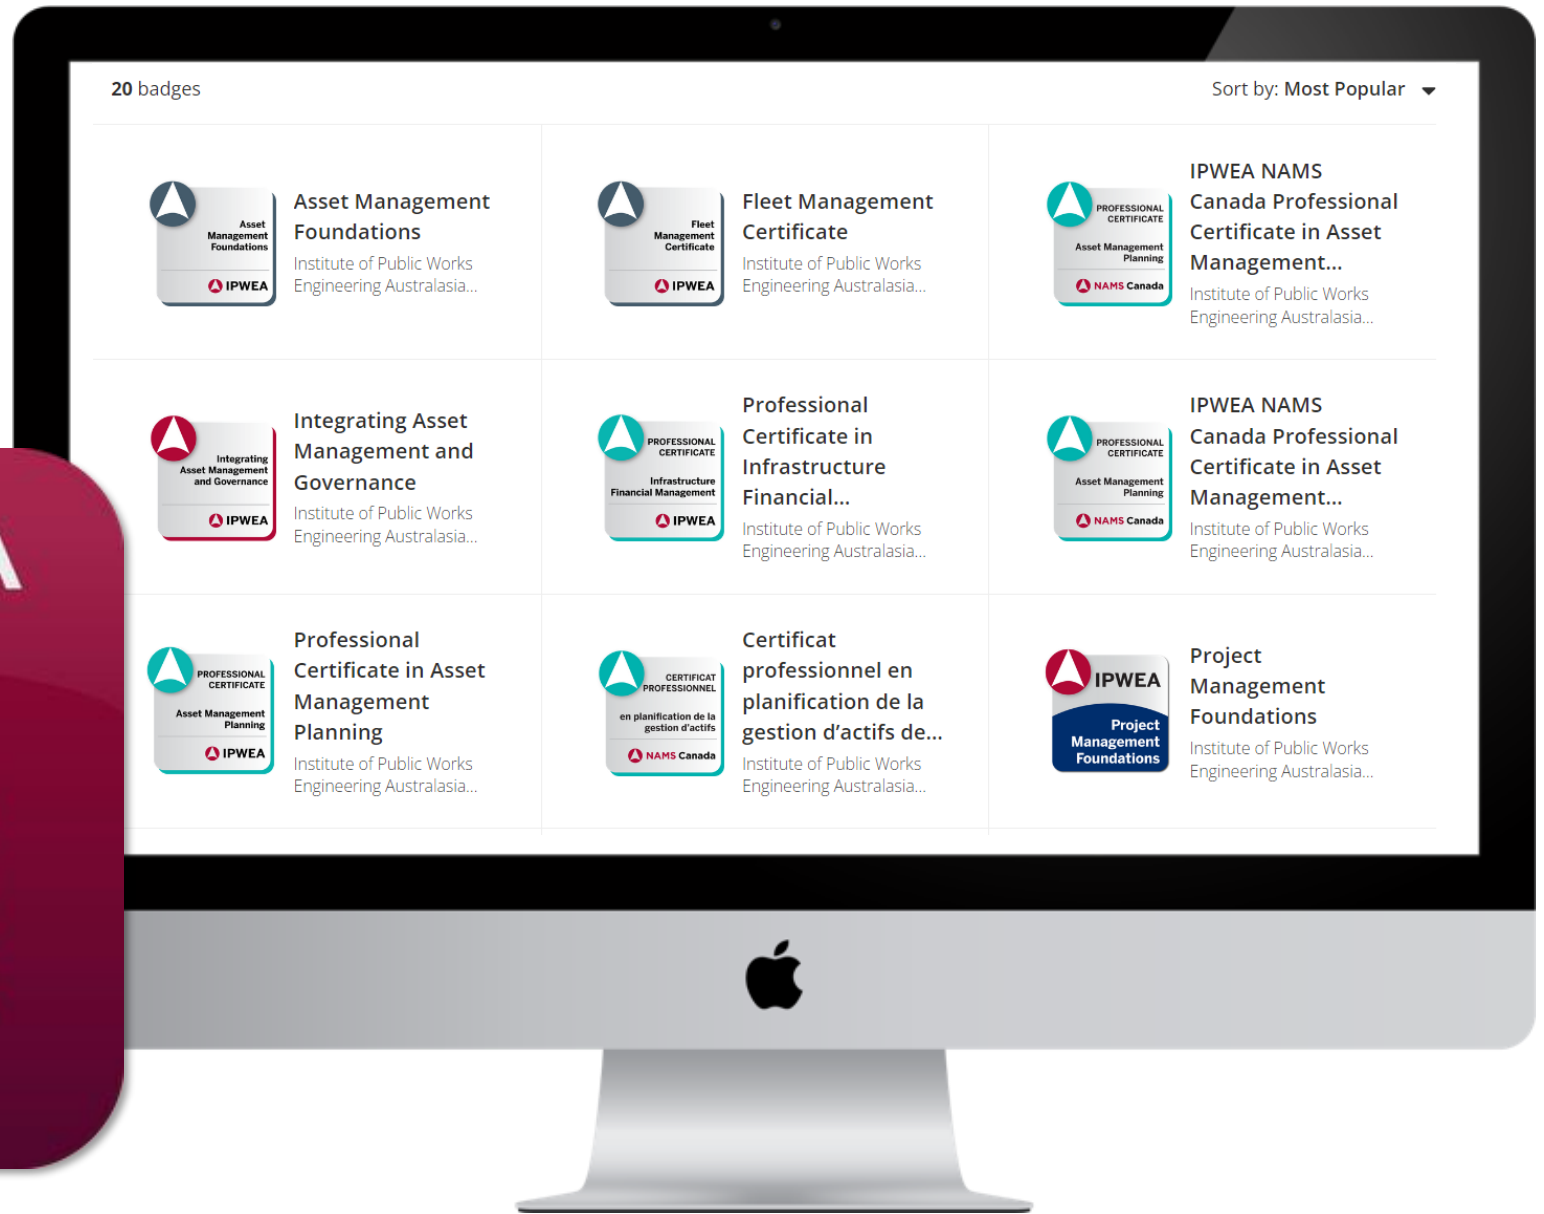 20 badges
Sort by: Most Popular
Asset
Management
Foundations
IPWEA
Asset Management
Foundations
Institute of Public Works
Engineering Australasia...
Fleet
Management
Certificate
IPWEA
Fleet Management
Certificate
Institute of Public Works
Engineering Australasia...
PROFESSIONAL
CERTIFICATE
Asset Management
Planning
NAMS Canada
IPWEA NAMS
Canada Professional
Certificate in Asset
Management...
Institute of Public Works
Engineering Australasia...
Integrating
Asset Management
and Governance
IPWEA
Integrating Asset
Management and
Governance
Institute of Public Works
Engineering Australasia...
PROFESSIONAL
CERTIFICATE
Infrastructure
Financial Management
IPWEA
Professional
Certificate in
Infrastructure
Financial...
Institute of Public Works
Engineering Australasia...
PROFESSIONAL
CERTIFICATE
Asset Management
Planning
NAMS Canada
IPWEA NAMS
Canada Professional
Certificate in Asset
Management...
Institute of Public Works
Engineering Australasia...
PROFESSIONAL
CERTIFICATE
Asset Management
Planning
IPWEA
Professional
Certificate in Asset
Management
Planning
Institute of Public Works
Engineering Australasia...
CERTIFICAT
PROFESSIONNEL
en planification de la
gestion d'actifs
NAMS Canada
Certificat
professionnel en
planification de la
gestion d’actifs de...
Institute of Public Works
Engineering Australasia...
IPWEA
Project
Management
Foundations
Project
Management
Foundations
Institute of Public Works
Engineering Australasia...